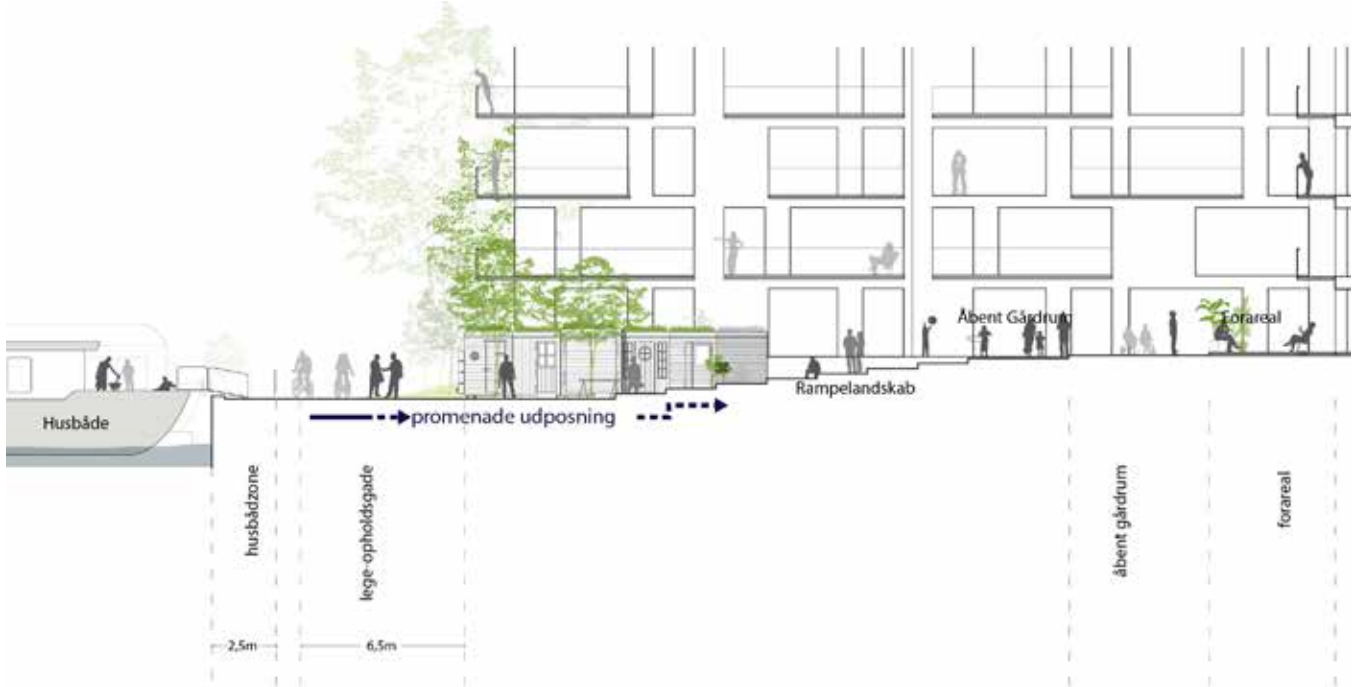 Åbent Gårdrum
Forareal
Rampelandskab
Husbåde
promenade udposning
husbådzone
lege-opholdsgade
åbent gårdrum
forareal
2,5m
6,5m